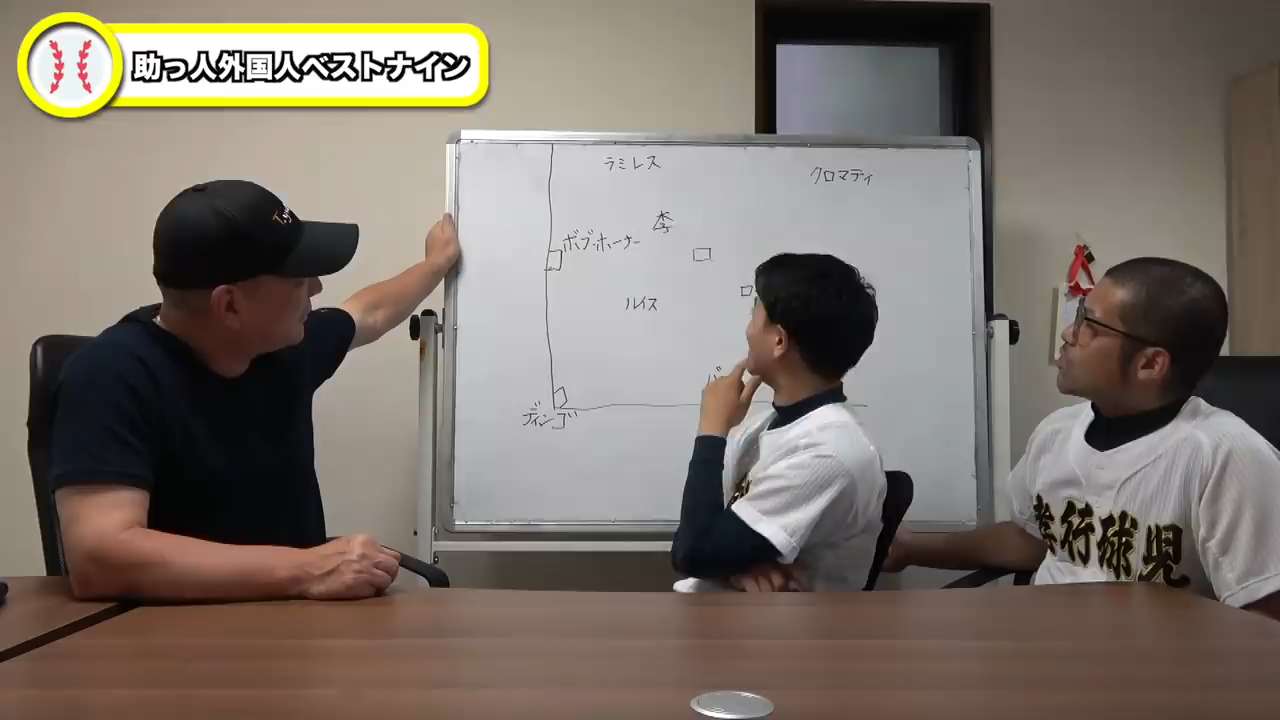 助っ人外国人ベストナイン
ラミレス
クロマティ
李
ボブ・ホーナー
ルイス
ディンゴ
孝行球児